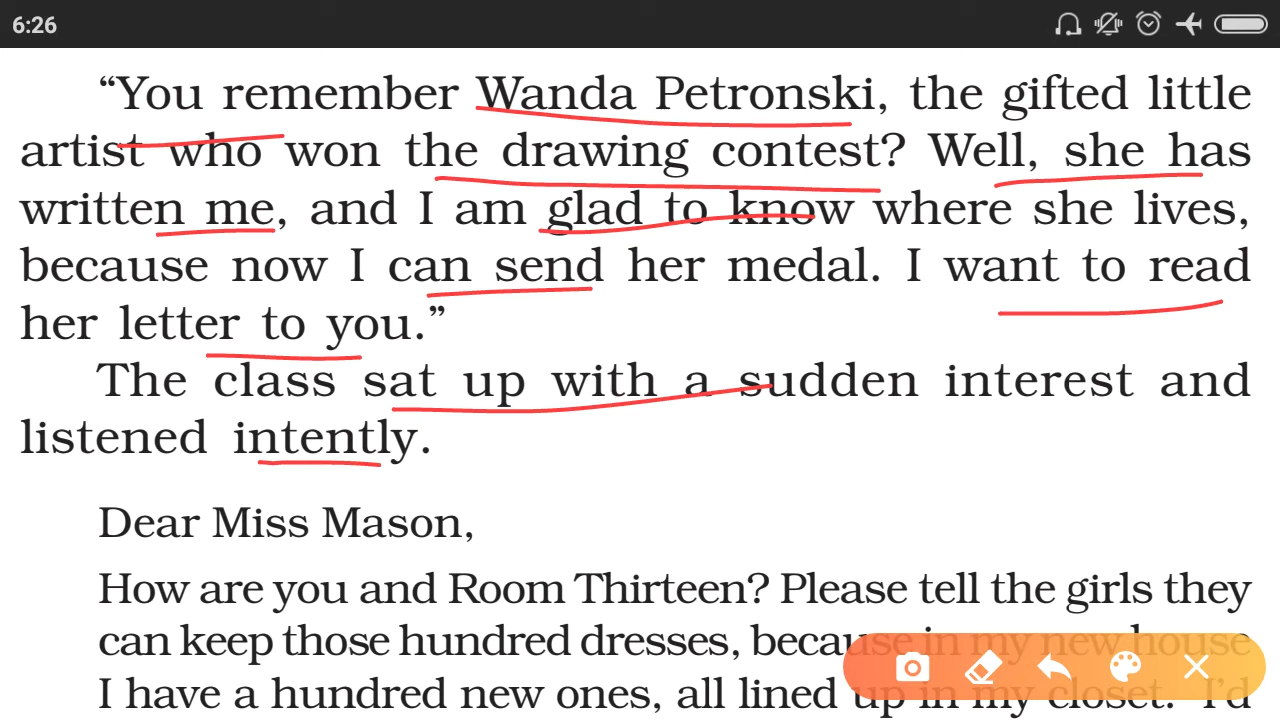 6:26
“You remember Wanda Petronski, the gifted little
artist who won the drawing contest? Well, she has
written me, and I am glad to know where she lives,
because now I can send her medal. I want to read
her letter to you.”
The class sat up with a sudden interest and
listened intently.
Dear Miss Mason,
How are you and Room Thirteen? Please tell the girls they
can keep those hundred dresses, because in my new house
I have a hundred new ones, all lined up in my closet. I’d